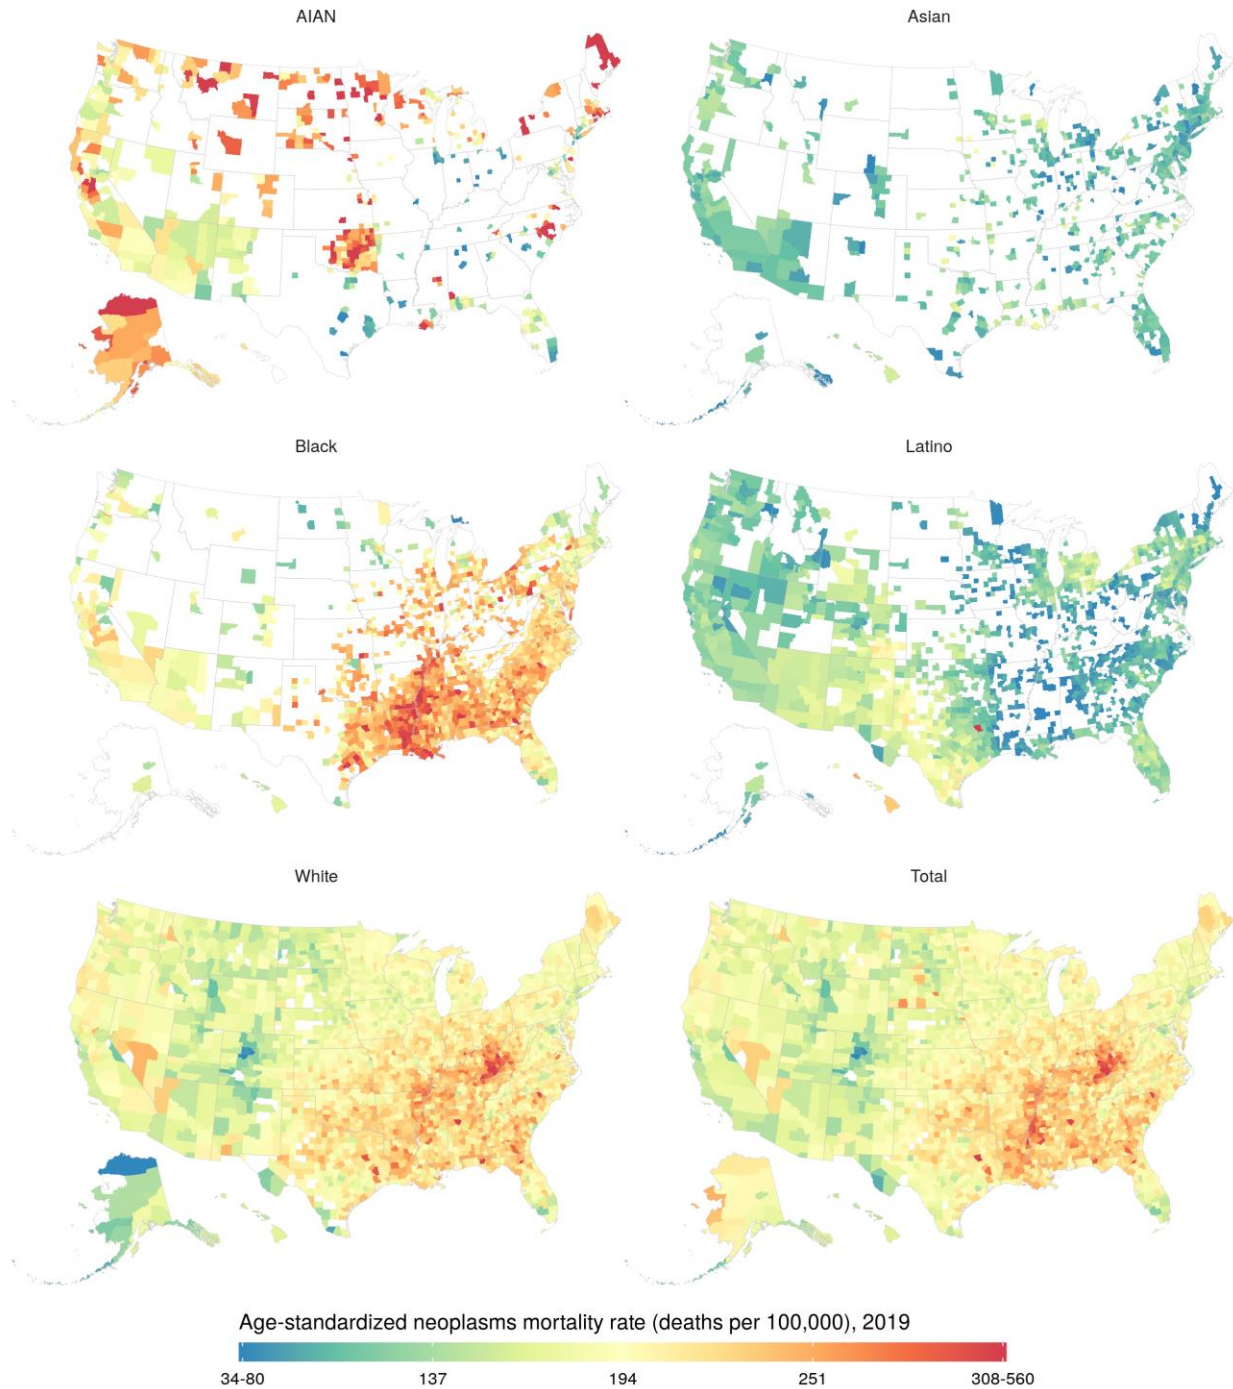 AIAN
Asian
Black
Latino
White
Total
Age-standardized neoplasms mortality rate (deaths per 100,000), 2019
34-80 137 194 251 308-560